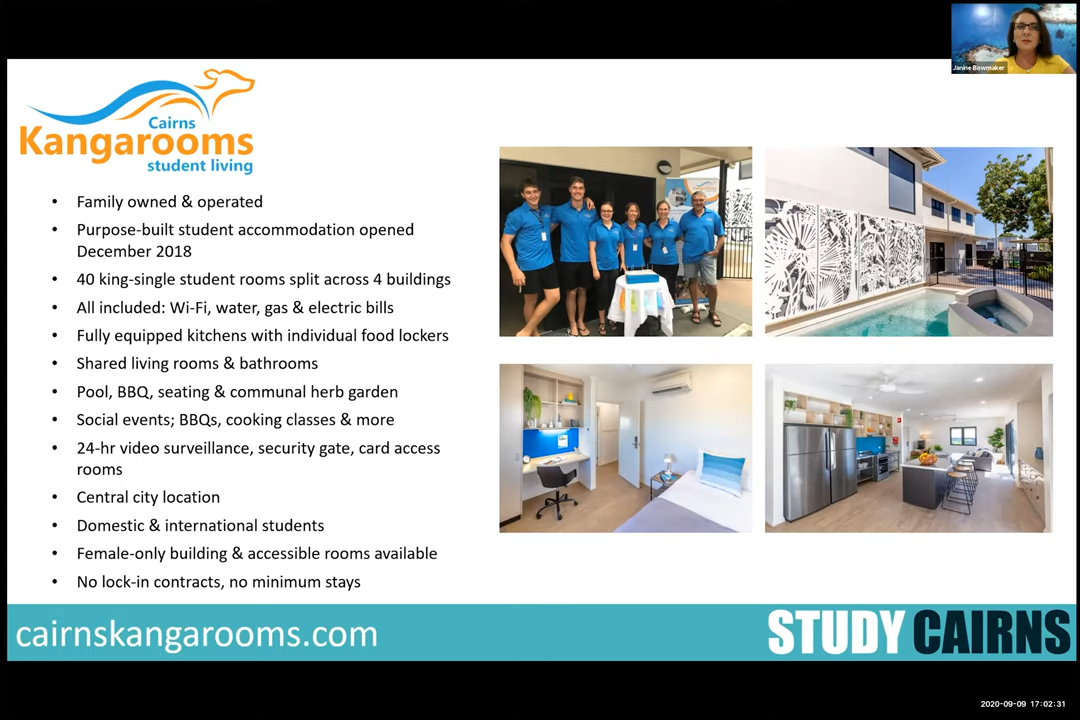 Janine Bowmaker
Cairns
Kangarooms
student living
• Family owned & operated
• Purpose-built student accommodation opened
December 2018
• 40 king-single student rooms split across 4 buildings
• All included: Wi-Fi, water, gas & electric bills
• Fully equipped kitchens with individual food lockers
• Shared living rooms & bathrooms
• Pool, BBQ, seating & communal herb garden
• Social events; BBQs, cooking classes & more
• 24-hr video surveillance, security gate, card access
rooms
• Central city location
• Domestic & international students
• Female-only building & accessible rooms available
• No lock-in contracts, no minimum stays
cairnskangarooms.com
STUDY CAIRNS
2020-09-09 17:02:31